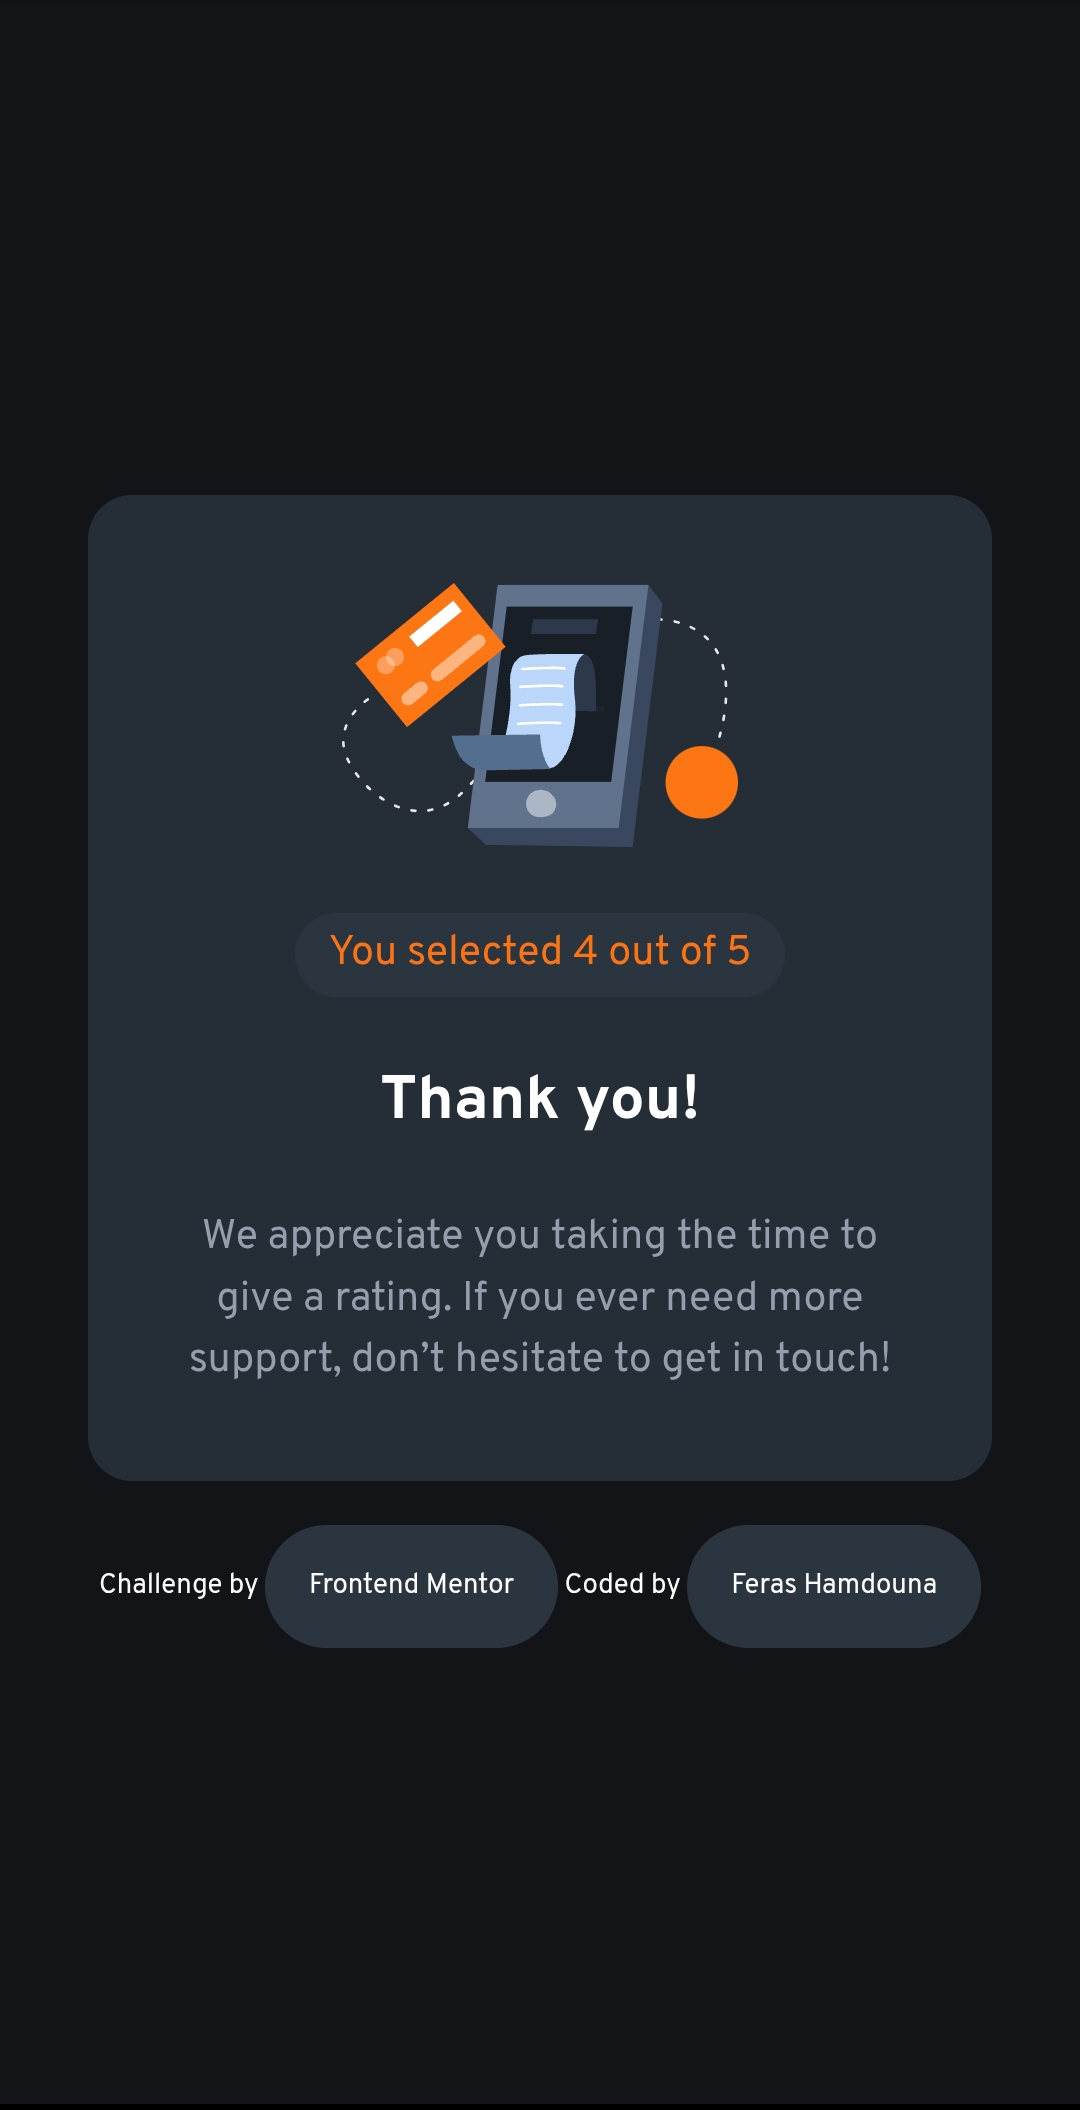 You selected 4 out of 5
Thank you!
We appreciate you taking the time to
give a rating. If you ever need more
support, don’t hesitate to get in touch!
Challenge by Frontend Mentor Coded by Feras Hamdouna